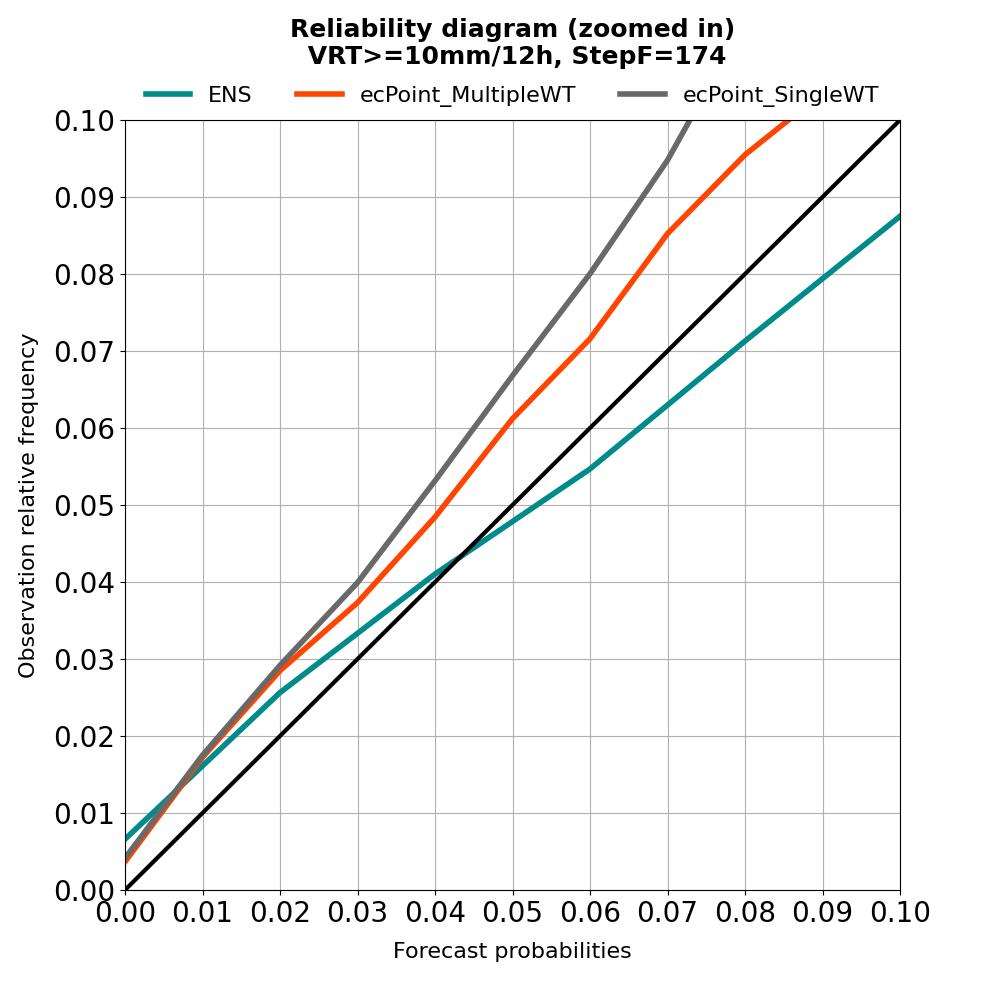 Reliability diagram (zoomed in)
VRT>=10mm/12h, StepF=174
ENS ecPoint_MultipleWT ecPoint_SingleWT
0.10
0.09
0.08
0.07
0.06
0.05
0.04
0.03
0.02
0.01
0.00
Observation relative frequency
0.00 0.01 0.02 0.03 0.04 0.05 0.06 0.07 0.08 0.09 0.10
Forecast probabilities